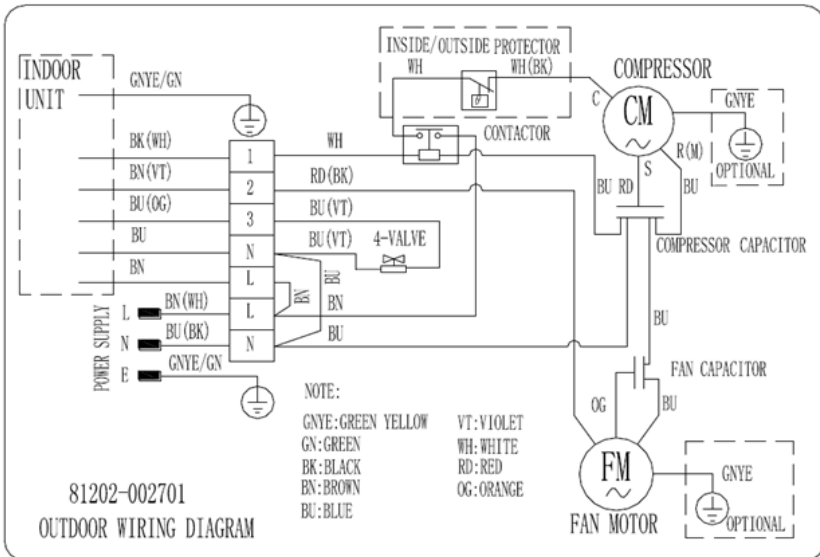 INSIDE/OUTSIDE PROTECTOR
WH
WH(BK)
INDOOR
UNIT
GNYE/GN
COMPRESSOR
C
CM
GNYE
OPTIONAL
CONTACTOR
BK(WH)
1
WH
R(M)
S
BN(VT)
2
RD(BK)
BU
RD
BU
BU(OG)
3
BU(VT)
BU
N
BU(VT)
4-VALVE
COMPRESSOR CAPACITOR
BN
L
BU
BN
POWER SUPPLY
L
BN(WH)
L
BN
N
BU(BK)
N
BU
BU
E
GNYE/GN
FAN CAPACITOR
OG
BU
NOTE:
GNYE:GREEN YELLOW
GN:GREEN
BK:BLACK
BN:BROWN
BU:BLUE
VT:VIOLET
WH:WHITE
RD:RED
OG:ORANGE
FM
GNYE
OPTIONAL
FAN MOTOR
81202-002701
OUTDOOR WIRING DIAGRAM